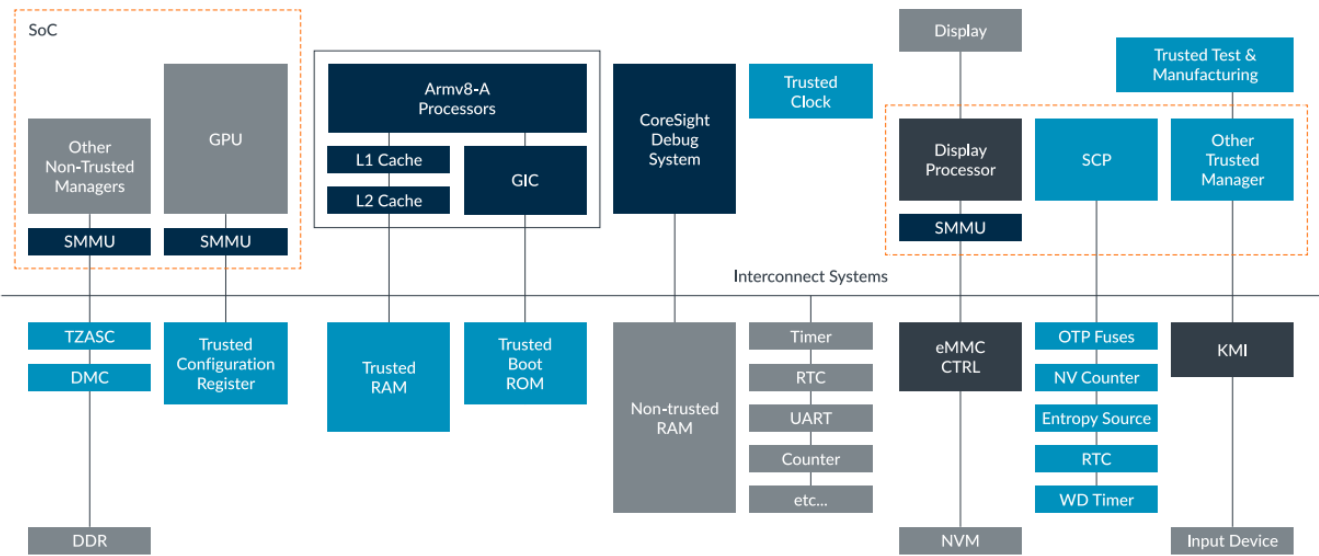 SoC
Other
Non-Trusted
Managers
GPU
SMMU
SMMU
Armv8-A
Processors
L1 Cache
L2 Cache
GIC
CoreSight
Debug
System
Trusted
Clock
Display
Display
Processor
SMMU
SCP
Trusted Test &
Manufacturing
Other
Trusted
Manager
Interconnect Systems
TZASC
DMC
DDR
Trusted
Configuration
Register
Trusted
RAM
Trusted
Boot
ROM
Non-trusted
RAM
Timer
RTC
UART
Counter
etc...
eMMC
CTRL
NVM
OTP Fuses
NV Counter
Entropy Source
RTC
WD Timer
KMI
Input Device